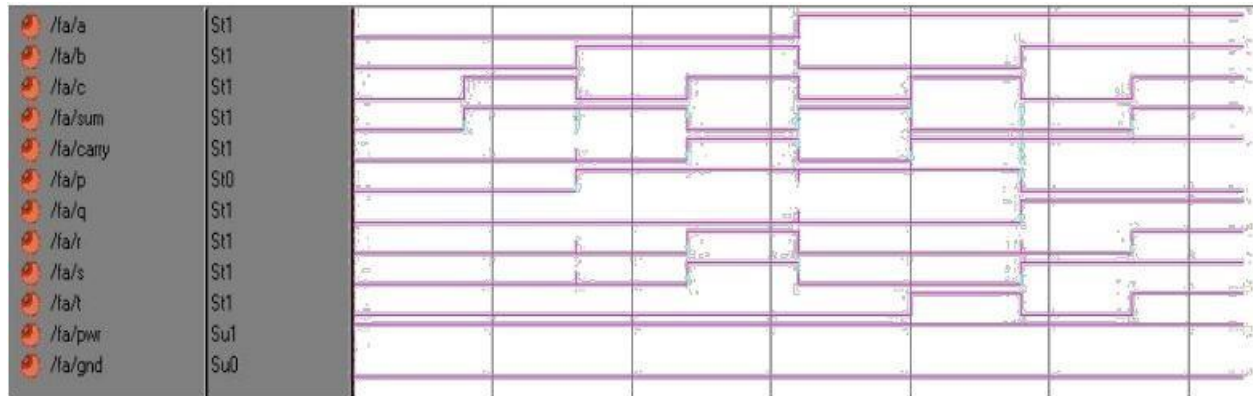 /fa/a St1
/fa/b St1
/fa/c St1
/fa/sum St1
/fa/carry St1
/fa/p St0
/fa/q St1
/fa/r St1
/fa/s St1
/fa/t St1
/fa/pwr Su1
/fa/gnd Su0